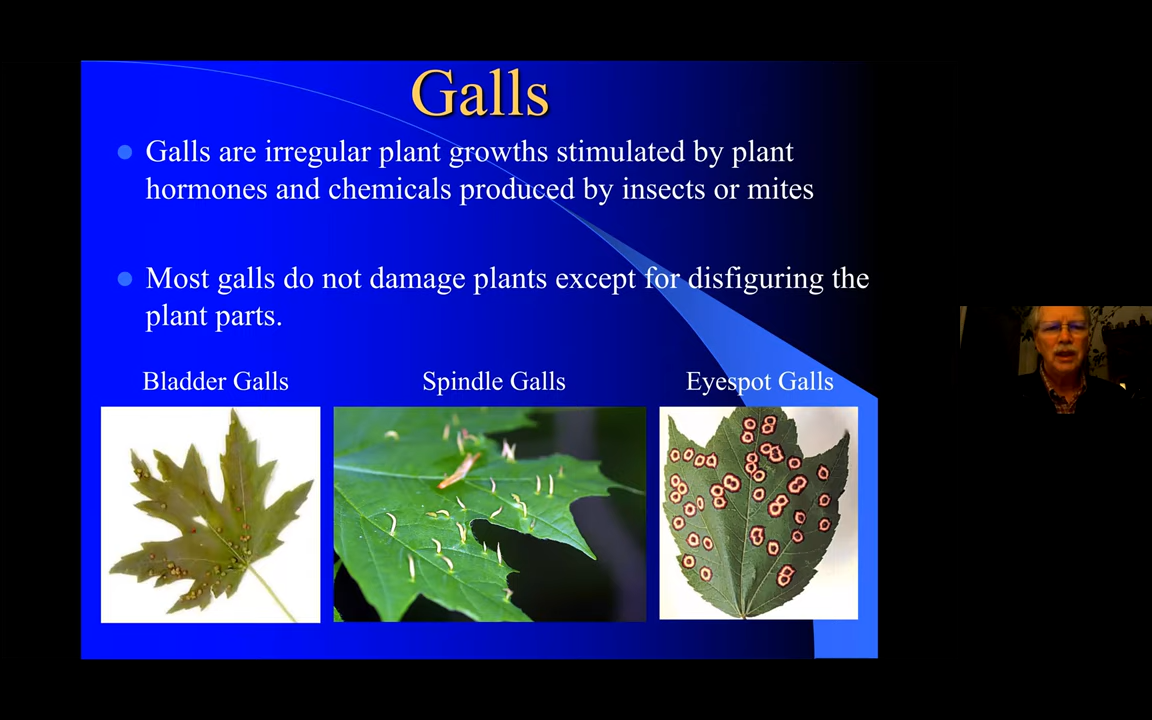 Galls
Galls are irregular plant growths stimulated by plant
hormones and chemicals produced by insects or mites
Most galls do not damage plants except for disfiguring the
plant parts.
Bladder Galls
Spindle Galls
Eyespot Galls